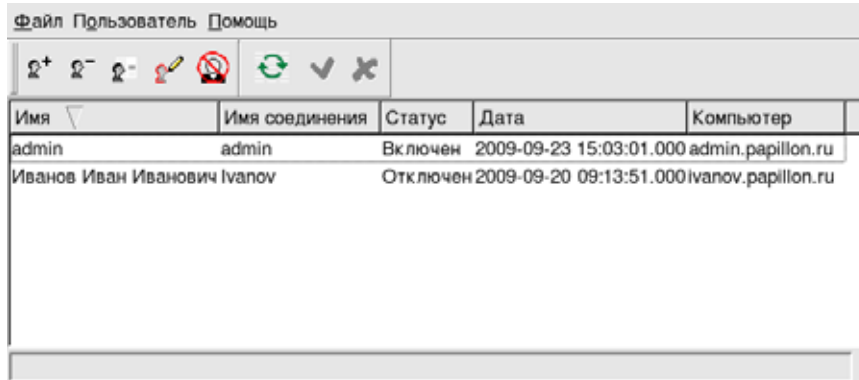 Файл Пользователь Помощь
Имя Имя соединения Статус Дата Компьютер
admin admin Включен 2009-09-23 15:03:01.000 admin.papillon.ru
Иванов Иван Иванович Ivanov Отключен 2009-09-20 09:13:51.000 ivanov.papillon.ru